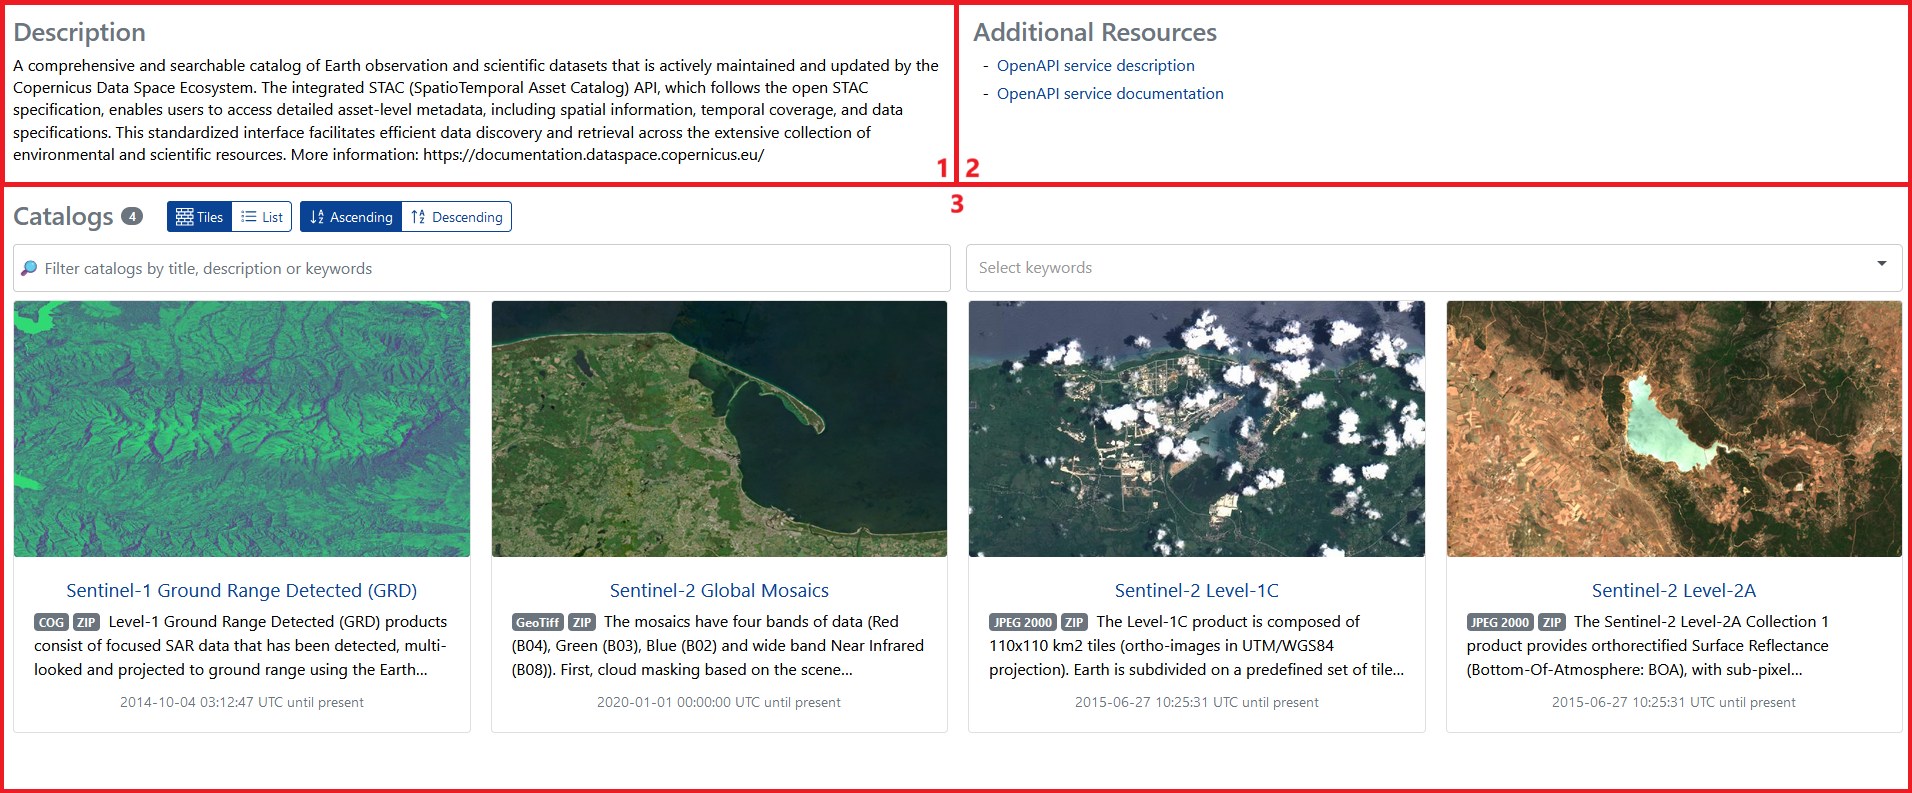 Description
A comprehensive and searchable catalog of Earth observation and scientific datasets that is actively maintained and updated by the
Copernicus Data Space Ecosystem. The integrated STAC (SpatioTemporal Asset Catalog) API, which follows the open STAC
specification, enables users to access detailed asset-level metadata, including spatial information, temporal coverage, and data
specifications. This standardized interface facilitates efficient data discovery and retrieval across the extensive collection of
environmental and scientific resources. More information: https://documentation.dataspace.copernicus.eu/
1
Additional Resources
- OpenAPI service description
- OpenAPI service documentation
2
3
Catalogs 4 Tiles List Ascending Descending
Filter catalogs by title, description or keywords
Select keywords
Sentinel-1 Ground Range Detected (GRD)
COG ZIP Level-1 Ground Range Detected (GRD) products
consist of focused SAR data that has been detected, multi-
looked and projected to ground range using the Earth...
2014-10-04 03:12:47 UTC until present
Sentinel-2 Global Mosaics
GeoTiff ZIP The mosaics have four bands of data (Red
(B04), Green (B03), Blue (B02) and wide band Near Infrared
(B08)). First, cloud masking based on the scene...
2020-01-01 00:00:00 UTC until present
Sentinel-2 Level-1C
JPEG 2000 ZIP The Level-1C product is composed of
110x110 km2 tiles (ortho-images in UTM/WGS84
projection). Earth is subdivided on a predefined set of tile...
2015-06-27 10:25:31 UTC until present
Sentinel-2 Level-2A
JPEG 2000 ZIP The Sentinel-2 Level-2A Collection 1
product provides orthorectified Surface Reflectance
(Bottom-Of-Atmosphere: BOA), with sub-pixel...
2015-06-27 10:25:31 UTC until present